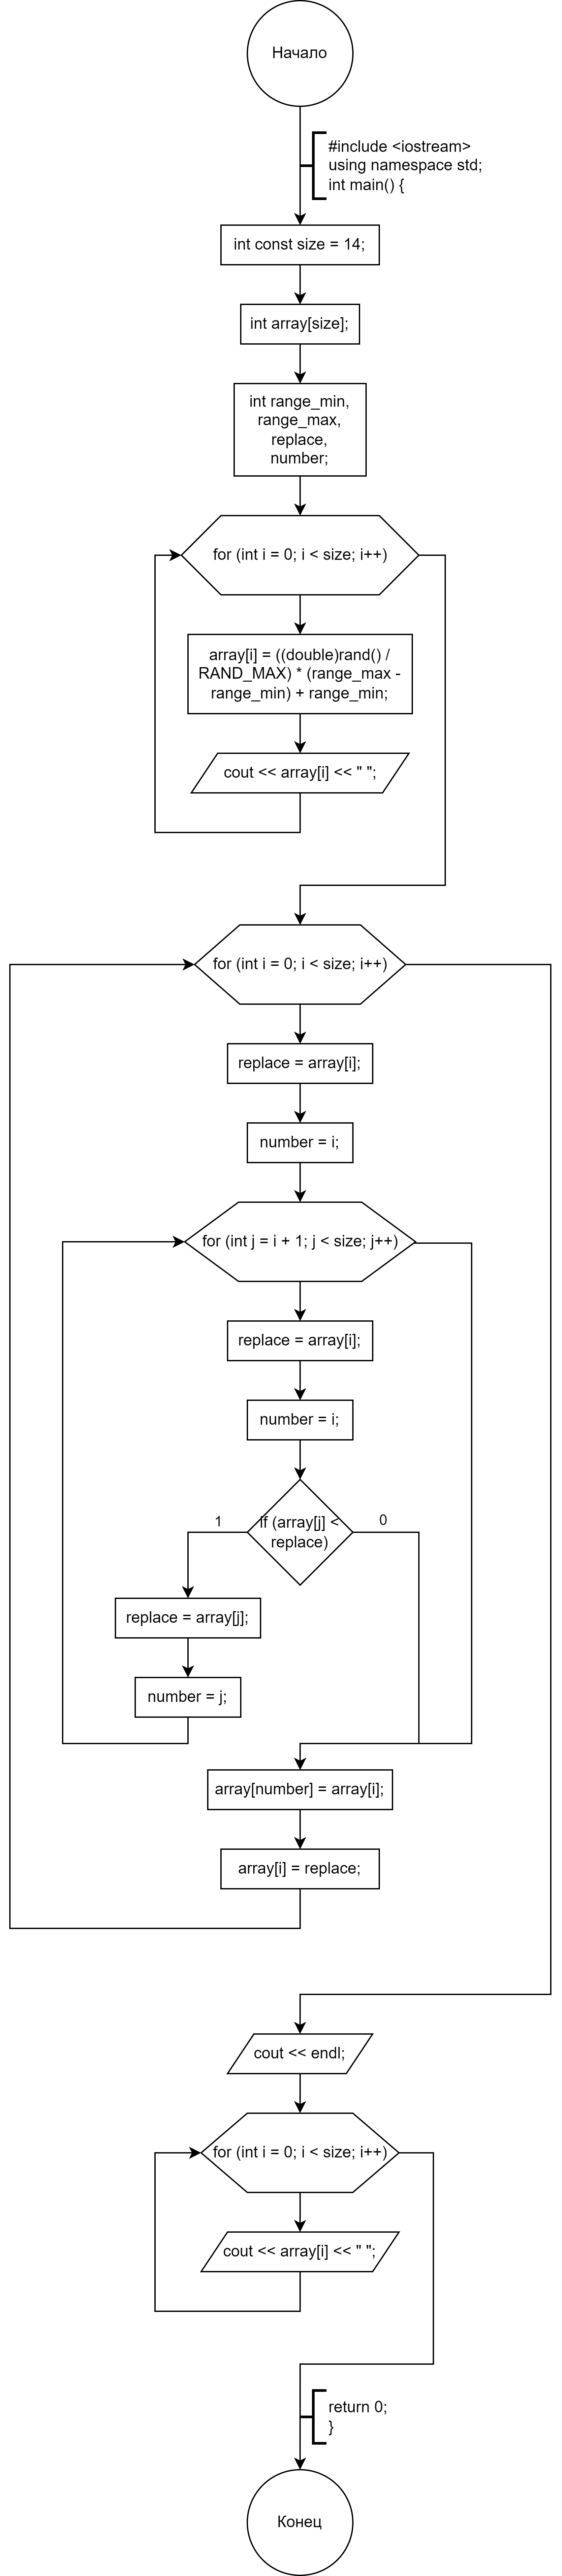 Начало
#include <iostream>
using namespace std;
int main() {
int const size = 14;
int array[size];
int range_min,
range_max,
replace,
number;
for (int i = 0; i < size; i++)
array[i] = ((double)rand() /
RAND_MAX) * (range_max -
range_min) + range_min;
cout << array[i] << " ";
for (int i = 0; i < size; i++)
replace = array[i];
number = i;
for (int j = i + 1; j < size; j++)
replace = array[i];
number = i;
if (array[j] <
replace)
1
0
replace = array[j];
number = j;
array[number] = array[i];
array[i] = replace;
cout << endl;
for (int i = 0; i < size; i++)
cout << array[i] << " ";
return 0;
}
Конец